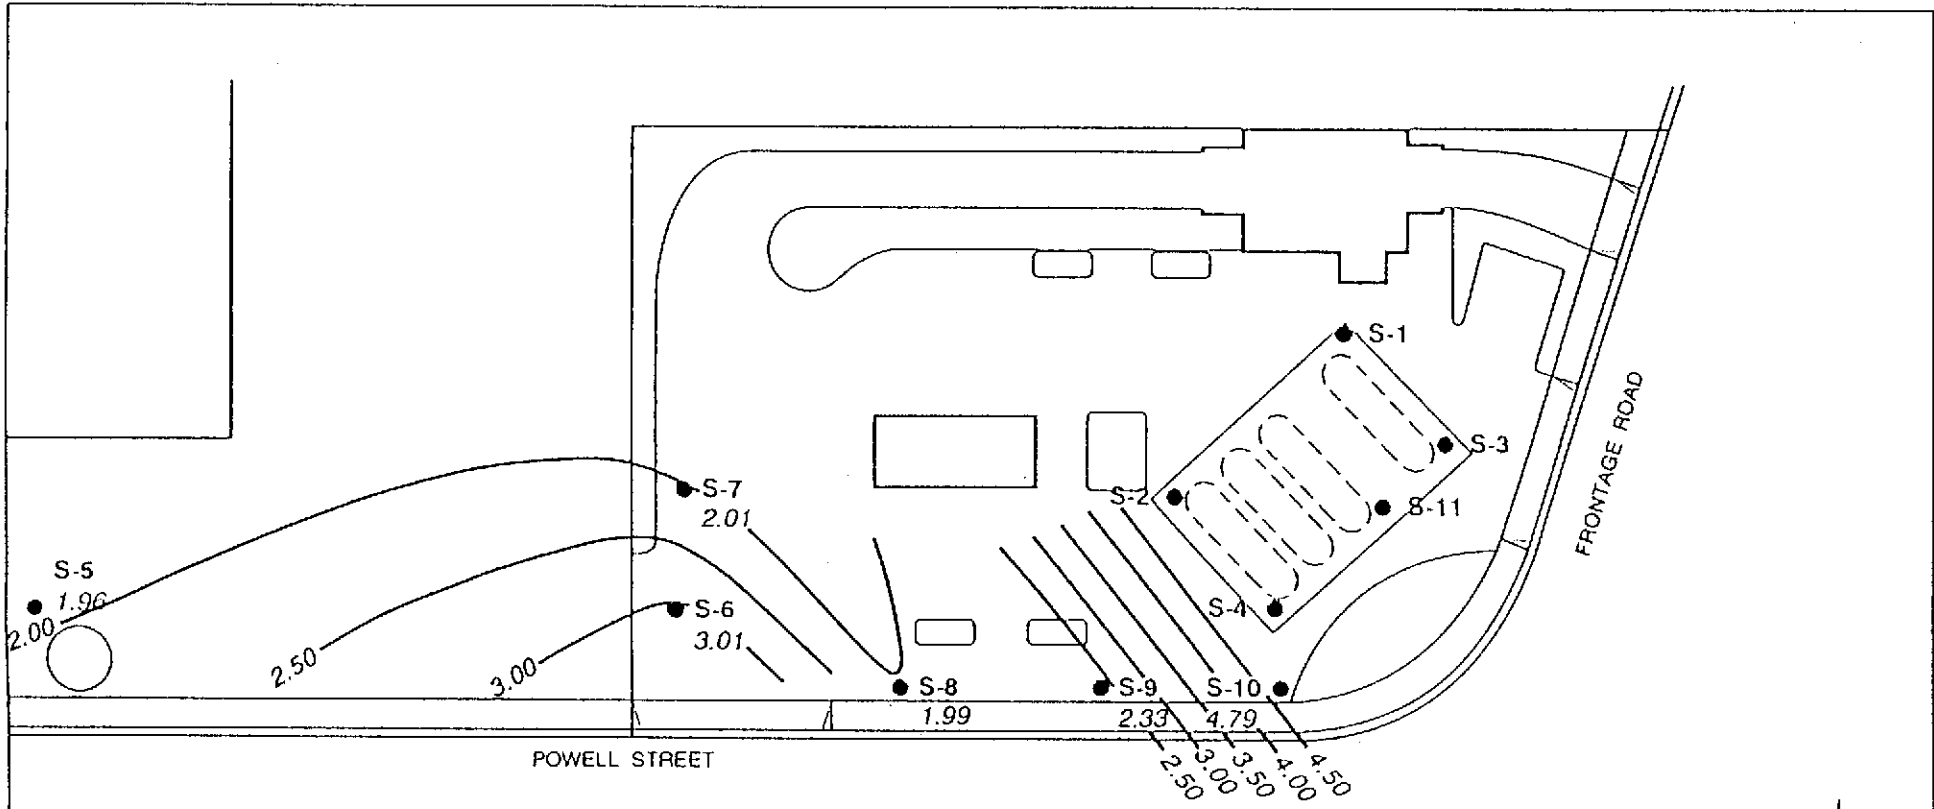 S-1
FRONTAGE ROAD
S-3
S-7
2.01
S-2
S-11
S-5
1.96
2.00
S-6
3.01
S-4
2.50
3.00
S-8
1.99
S-9
2.33
S-10
4.79
POWELL STREET
2.50
3.00
3.50
4.00
4.50